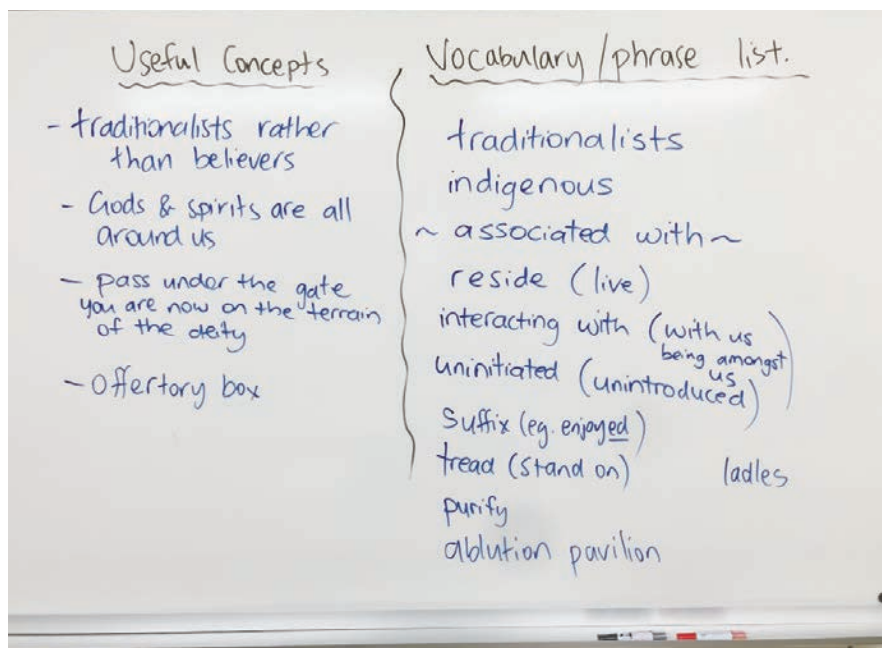 Useful Concepts
- traditionalists rather
than believers
- Gods & spirits are all
around us
- pass under the gate
you are now on the terrain
of the deity
- Offertory box
Vocabulary/phrase list.
traditionalists
indigenous
~ associated with ~
reside (live)
interacting with (with us
being amongst
us)
uninitiated (unintroduced)
Suffix (eg. enjoyed)
tread (stand on)
ladles
purify
ablution pavilion